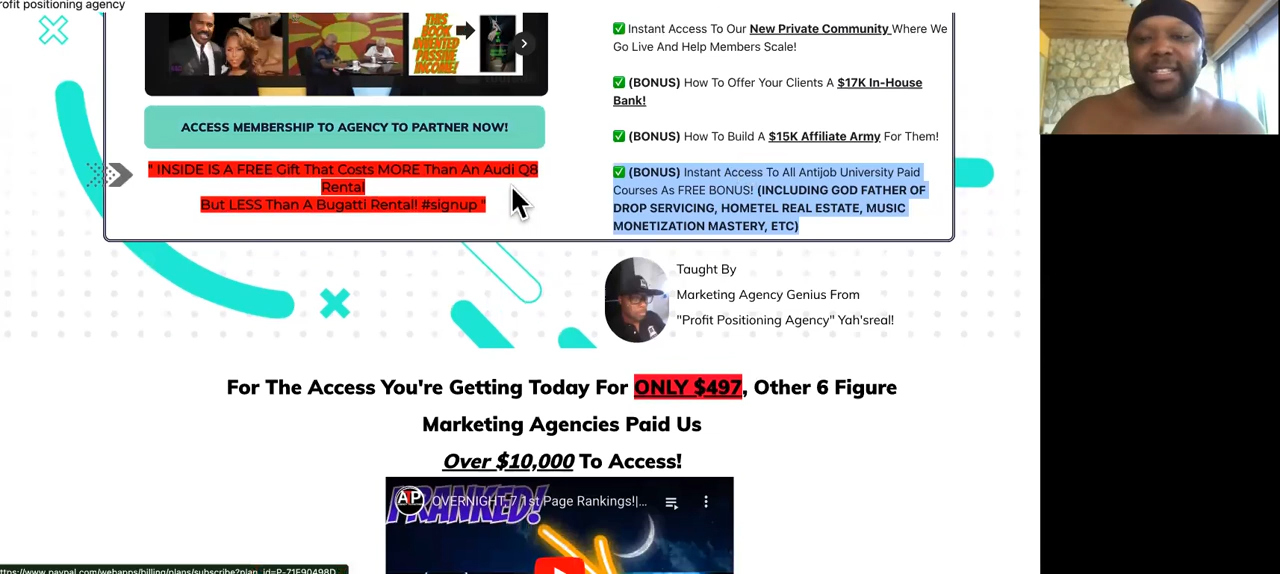 rofit positioning agency
THIS
BOOK
INVENTED
PASSIVE
INCOME!
ACCESS MEMBERSHIP TO AGENCY TO PARTNER NOW!
" INSIDE IS A FREE Gift That Costs MORE Than An Audi Q8
Rental
But LESS Than A Bugatti Rental! #signup "
✅ Instant Access To Our New Private Community Where We
Go Live And Help Members Scale!
✅ (BONUS) How To Offer Your Clients A $17K In-House
Bank!
✅ (BONUS) How To Build A $15K Affiliate Army For Them!
✅ (BONUS) Instant Access To All Antijob University Paid
Courses As FREE BONUS! (INCLUDING GOD FATHER OF
DROP SERVICING, HOMETEL REAL ESTATE, MUSIC
MONETIZATION MASTERY, ETC)
Taught By
Marketing Agency Genius From
"Profit Positioning Agency" Yah'sreal!
For The Access You're Getting Today For ONLY $497, Other 6 Figure
Marketing Agencies Paid Us
Over $10,000 To Access!
PRANKED!
ATP
OVERNIGHT, 7 1st Page Rankings!|...